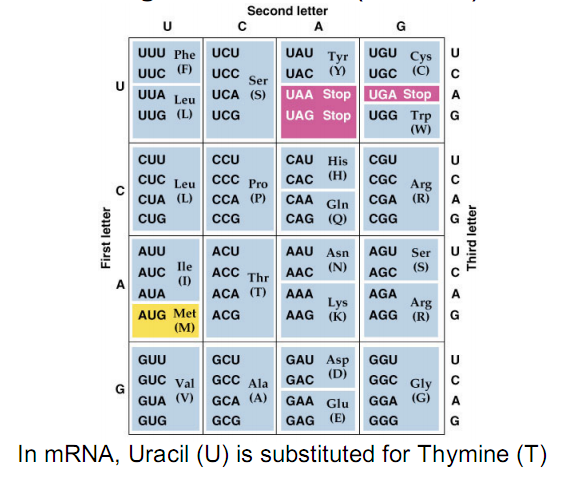 Second letter
U C A G
UUU Phe UCU UAU Tyr UGU Cys U
UUC (F) UCC Ser UAC (Y) UGC (C) C
U UUA Leu UCA (S) UAA Stop UGA Stop A
UUG (L) UCG UAG Stop UGG Trp G
(W)
CUU CCU CAU His CGU U
C CUC Leu CCC Pro CAC (H) CGC Arg C
CUA (L) CCA (P) CAA Gln CGA (R) A
CUG CCG CAG (Q) CGG G
First letter
Third letter
AUU ACU AAU Asn AGU Ser U
AUC Ile ACC Thr AAC (N) AGC (S) C
A AUA (I) ACA (T) AAA Lys AGA Arg A
AUG Met ACG AAG (K) AGG (R) G
(M)
GUU GCU GAU Asp GGU U
G GUC Val GCC Ala GAC (D) GGC Gly C
GUA (V) GCA (A) GAA Glu GGA (G) A
GUG GCG GAG (E) GGG G
In mRNA, Uracil (U) is substituted for Thymine (T)